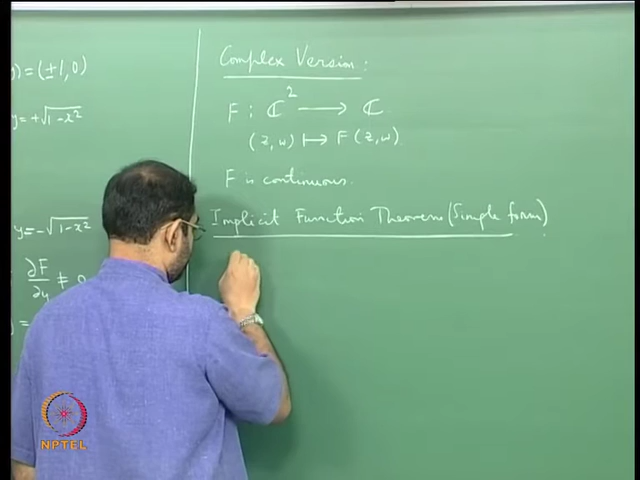 ) = (±1, 0)
y = +√1-x²
y = -√1-x²
∂F/∂y ≠ 0
Complex Version:
F : ℂ² ⟶ ℂ
(z, w) ⟼ F(z, w)
F is continuous.
Implicit Function Theorem (Simple form)
NPTEL